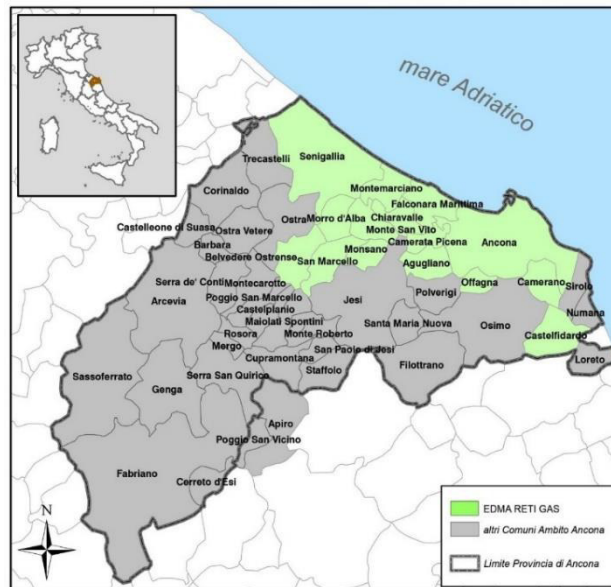 mare Adriatico
Trecastelli
Senigallia
Corinaldo
Montemarciano
Falconara Marittima
Castelleone di Suasa
Ostra Vetere
Ostra
Morro d'Alba
Chiaravalle
Monte San Vito
Barbara
Monsano
Camerata Picena
Ancona
Belvedere Ostrense
San Marcello
Agugliano
Serra de' Conti
Montecarotto
Offagna
Camerano
Sirolo
Arcevia
Poggio San Marcello
Jesi
Polverigi
Castelplanio
Numana
Maiolati Spontini
Santa Maria Nuova
Osimo
Rosora
Monte Roberto
Castelfidardo
Mergo
San Paolo di Jesi
Cupramontana
Loreto
Sassoferrato
Genga
Serra San Quirico
Staffolo
Filottrano
Apiro
Poggio San Vicino
Fabriano
Cerreto d'Esi
N
EDMA RETI GAS
altri Comuni Ambito Ancona
Limite Provincia di Ancona